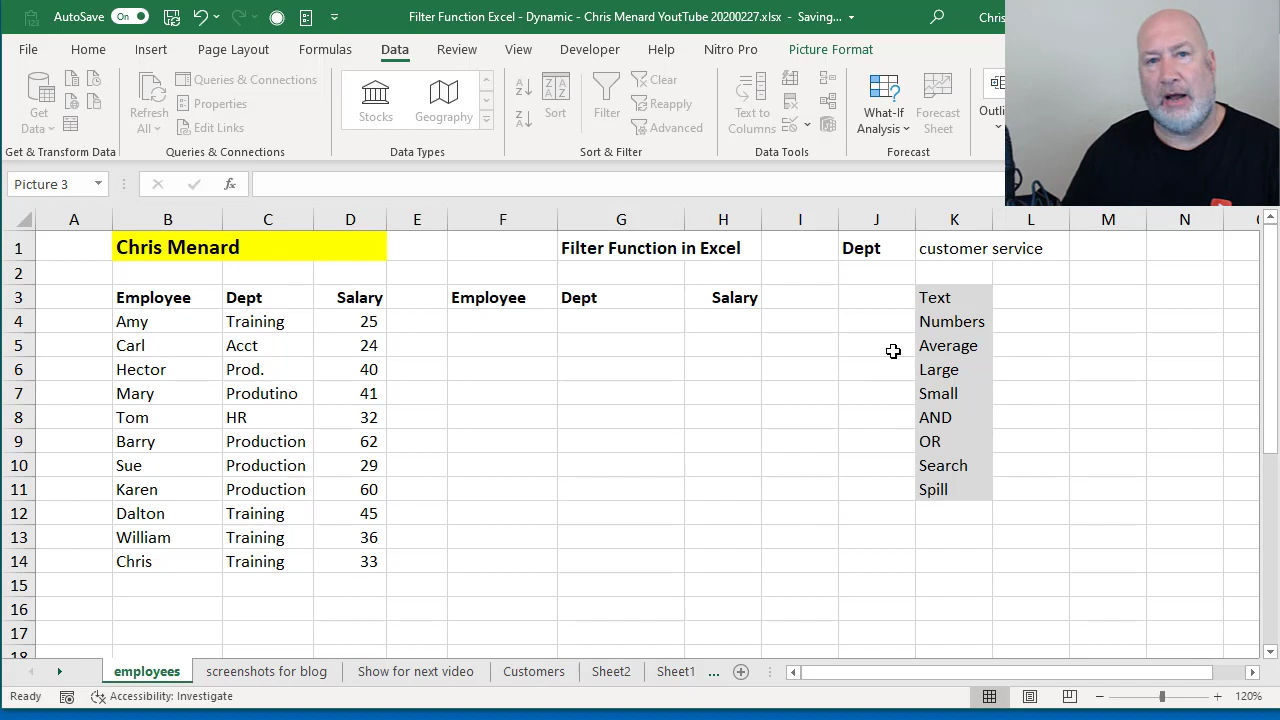 AutoSave On Filter Function Excel - Dynamic - Chris Menard YoutTube 20200227.xlsx - Saving... Chris
File Home Insert Page Layout Formulas Data Review View Developer Help Nitro Pro Picture Format
Get Data
Get & Transform Data
Refresh All
Queries & Connections
Properties
Edit Links
Queries & Connections
Stocks Geography
Data Types
Sort Filter
Clear
Reapply
Advanced
Sort & Filter
Text to Columns
Data Tools
What-If Analysis
Forecast Sheet
Forecast
Outli
Picture 3 fx
A B C D E F G H I J K L M N
1 Chris Menard Filter Function in Excel Dept customer service
2
3 Employee Dept Salary Employee Dept Salary Text
4 Amy Training 25 Numbers
5 Carl Acct 24 Average
6 Hector Prod. 40 Large
7 Mary Produtino 41 Small
8 Tom HR 32 AND
9 Barry Production 62 OR
10 Sue Production 29 Search
11 Karen Production 60 Spill
12 Dalton Training 45
13 William Training 36
14 Chris Training 33
15
16
17
18
employees screenshots for blog Show for next video Customers Sheet2 Sheet1 ...
Ready Accessibility: Investigate 120%